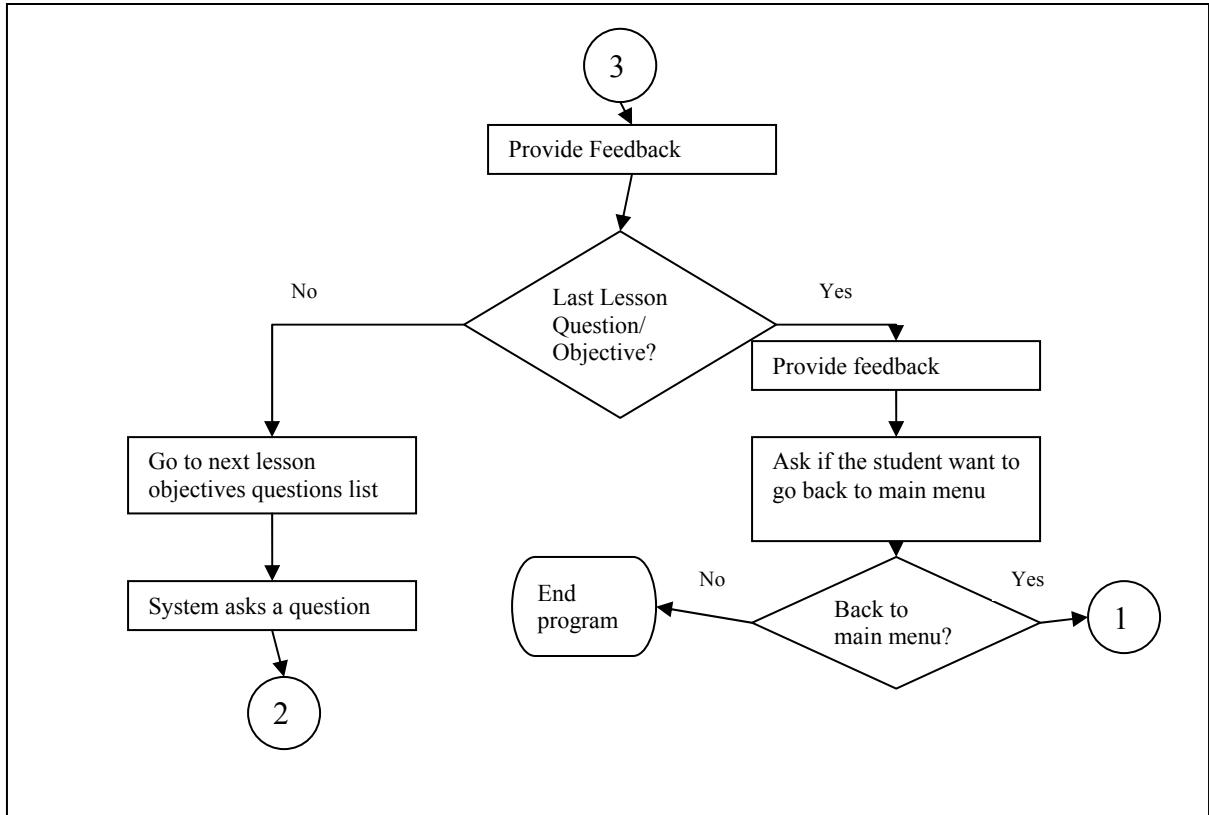 3
Provide Feedback
No
Yes
Last Lesson
Question/
Objective?
Provide feedback
Go to next lesson
objectives questions list
Ask if the student want to
go back to main menu
System asks a question
No
Yes
End
program
Back to
main menu?
1
2